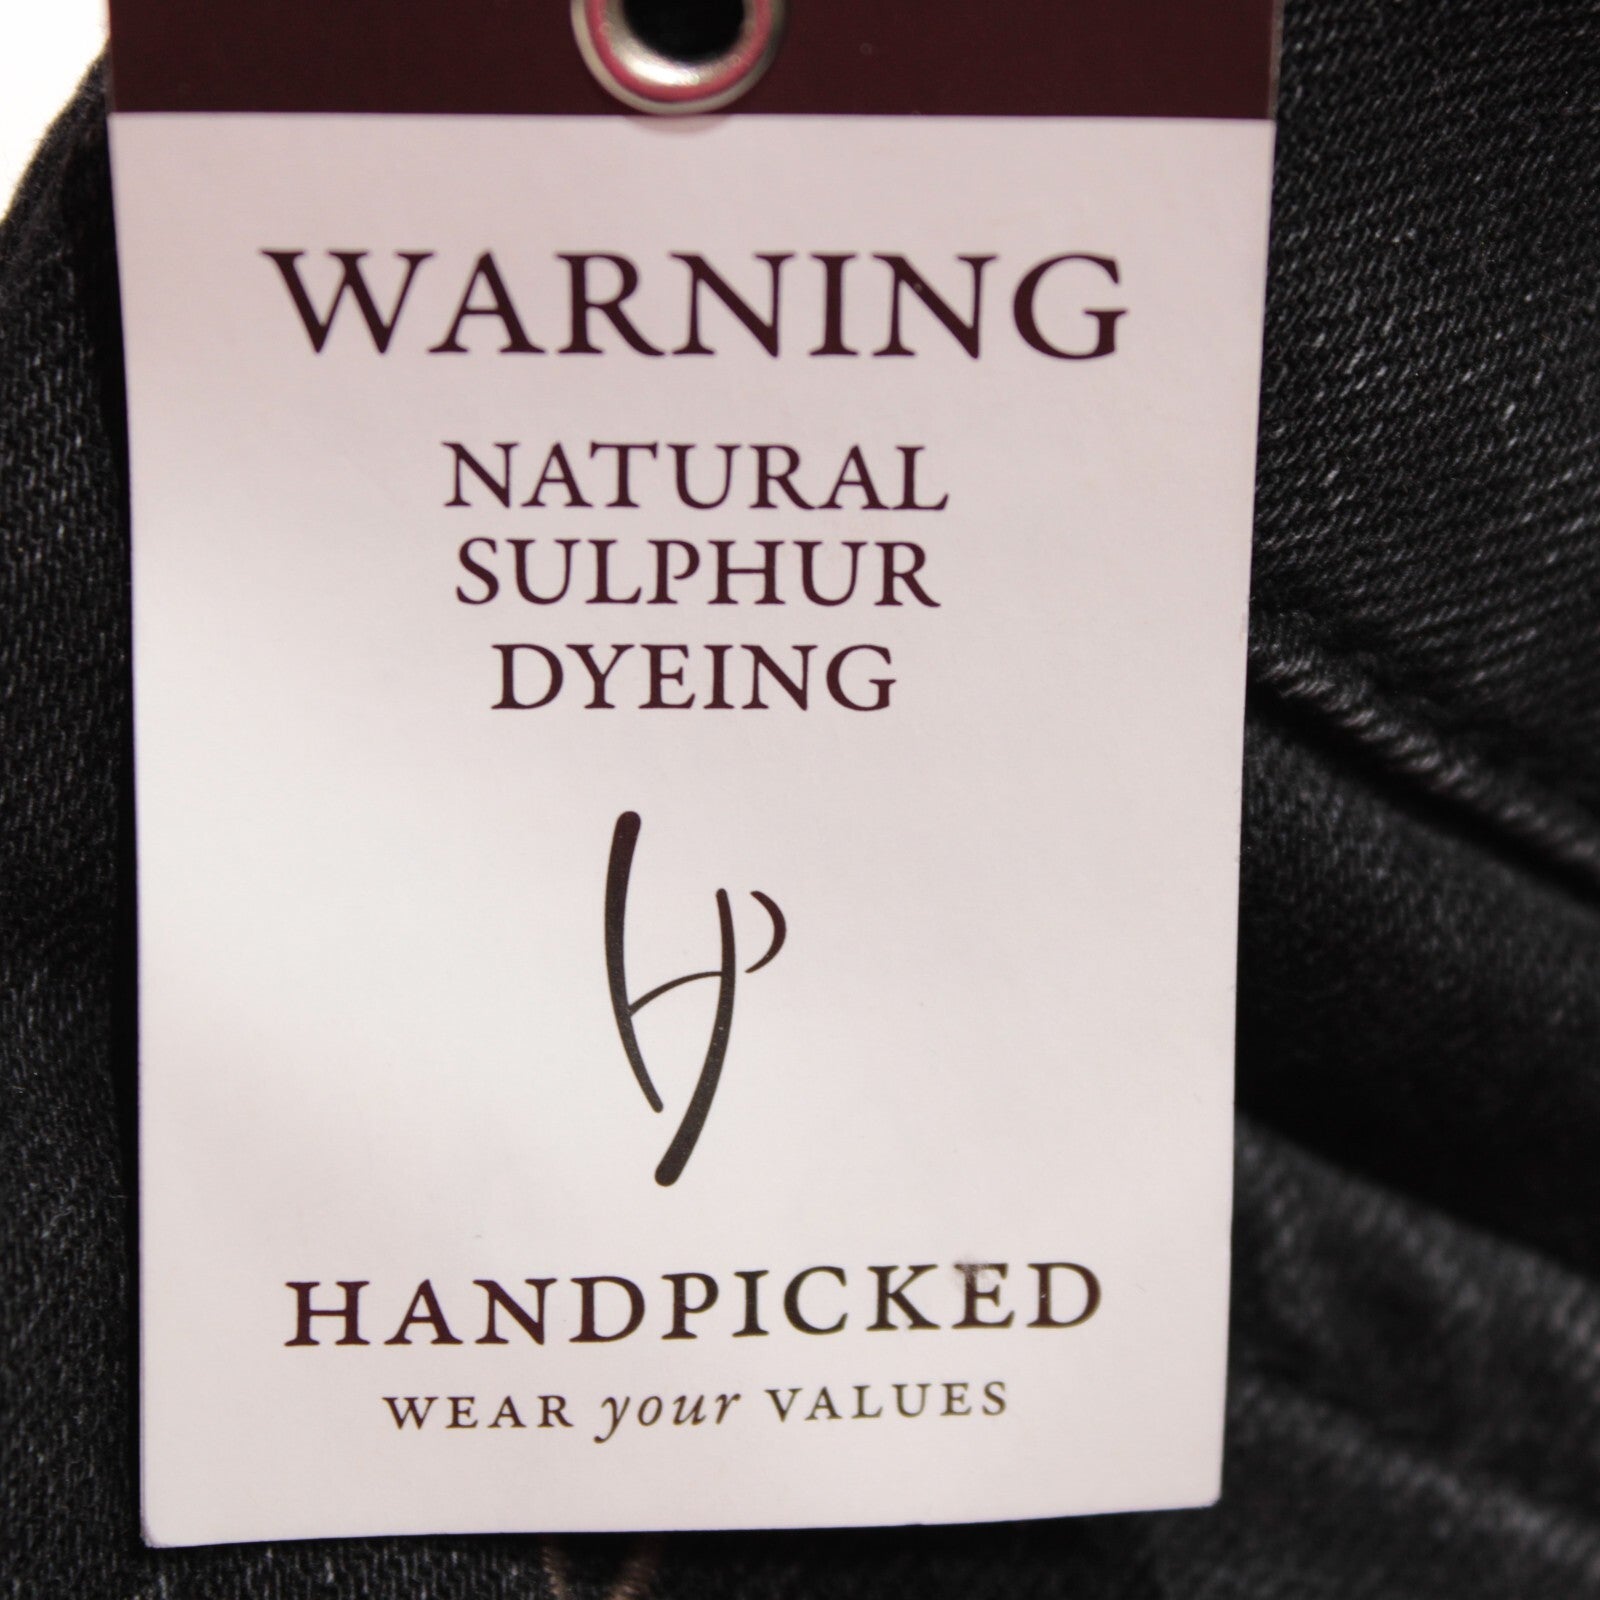 WARNING
NATURAL
SULPHUR
DYEING
HANDPICKED
WEAR your VALUES